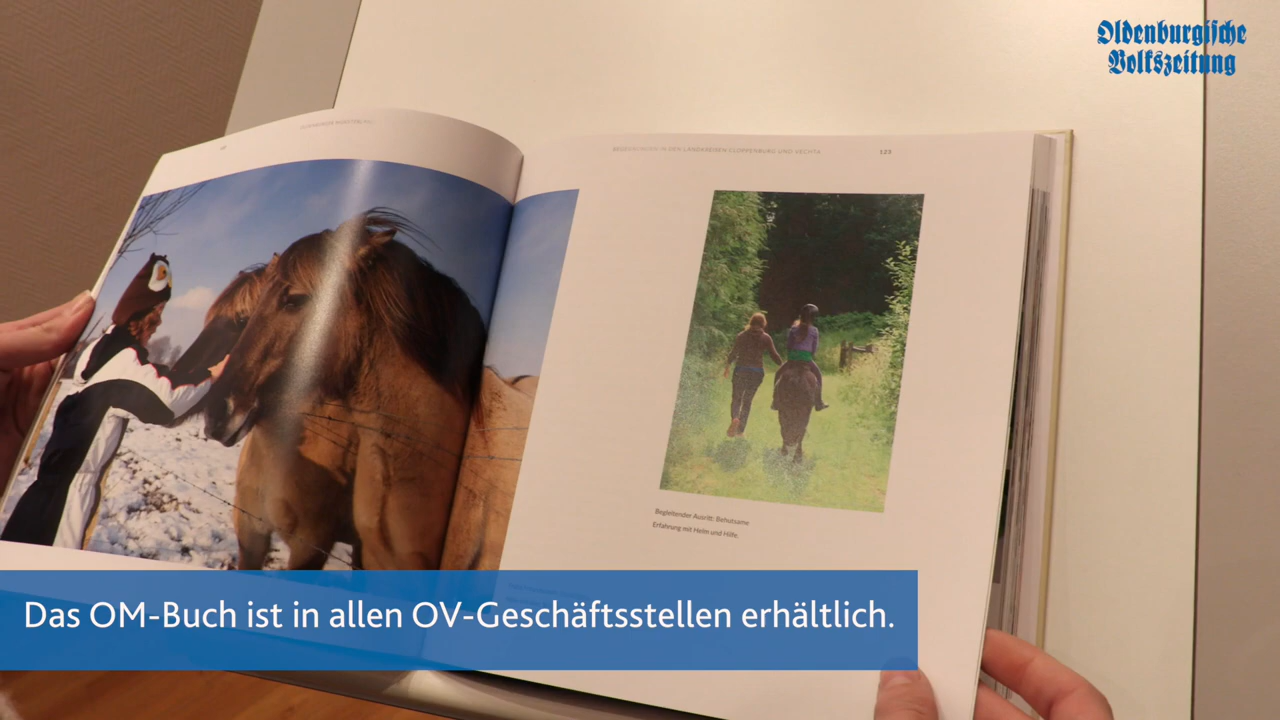 Oldenburgische
Volkszeitung
BEGEGNUNGEN IN DEN LANDKREISEN CLOPPENBURG UND VECHTA
123
Begleitender Ausritt: Behutsame
Erfahrung mit Helm und Hilfe.
Das OM-Buch ist in allen OV-Geschäftsstellen erhältlich.